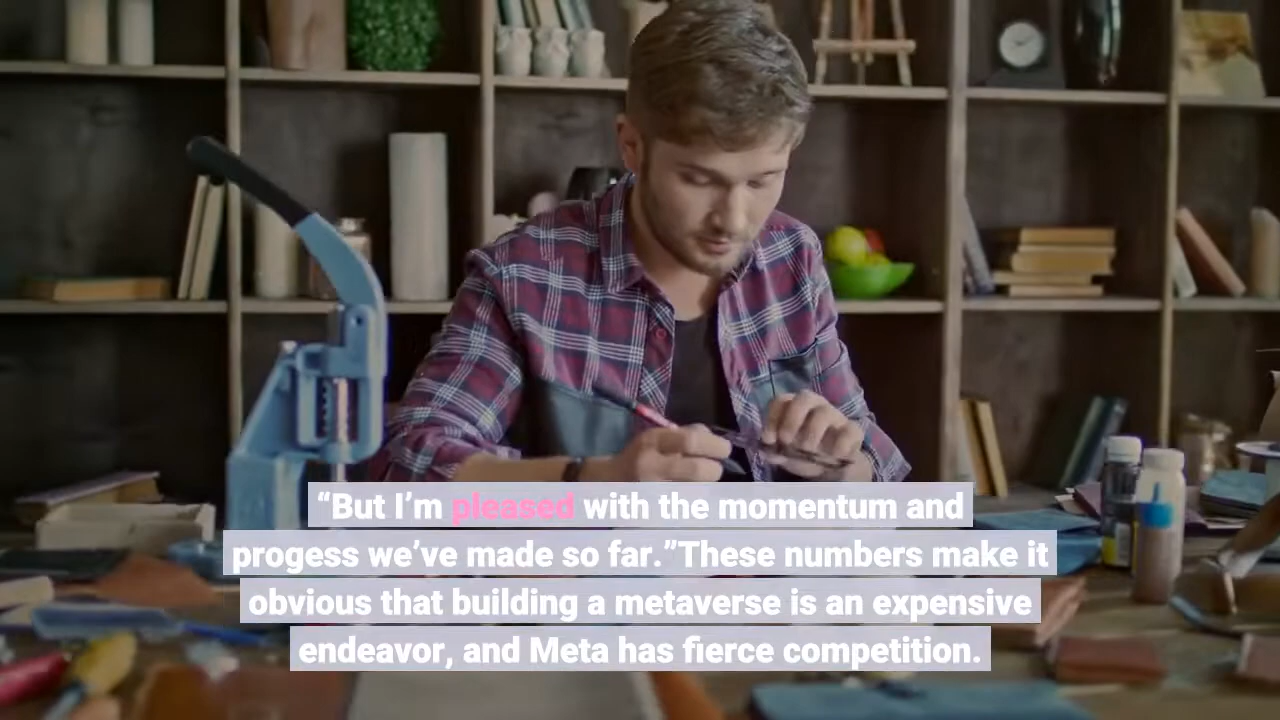 “But I’m pleased with the momentum and
progess we’ve made so far.”These numbers make it
obvious that building a metaverse is an expensive
endeavor, and Meta has fierce competition.